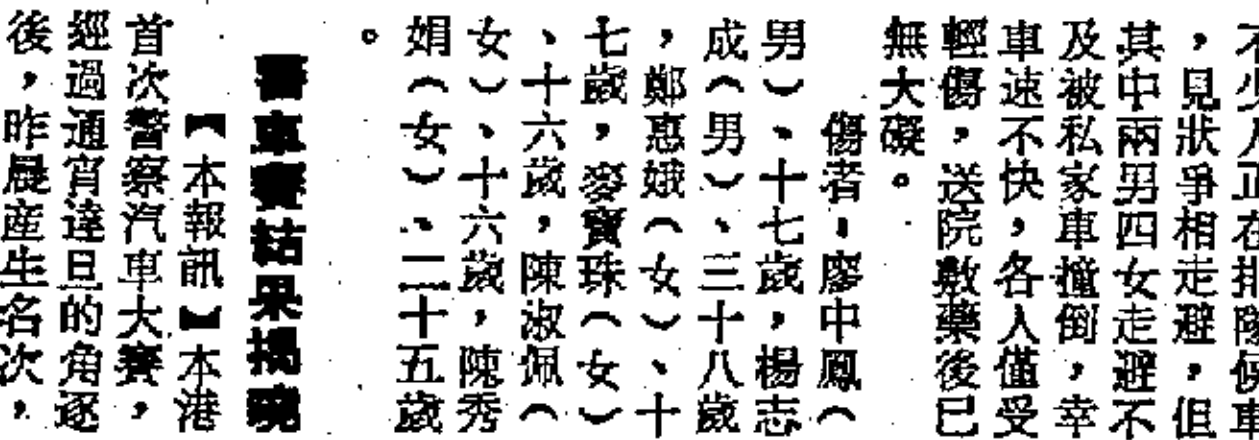 不少人正在排隊候車
，見狀爭相走避，但
其中兩男四女走避不
及被私家車撞倒，幸
車速不快，各人僅受
輕傷，送院敷藥後已
無大礙。
傷者：廖中鳳（
男）、十七歲，楊志
成（男）、三十八歲
，鄭惠娥（女）、十
七歲，麥寶珠（女）
、十六歲，陳淑佩（
女）、十六歲，陳秀
娟（女）、二十五歲
。
警車賽結果揭曉
【本報訊】本港
首次警察汽車大賽，
經過通宵達旦的角逐
後，昨晨產生名次，